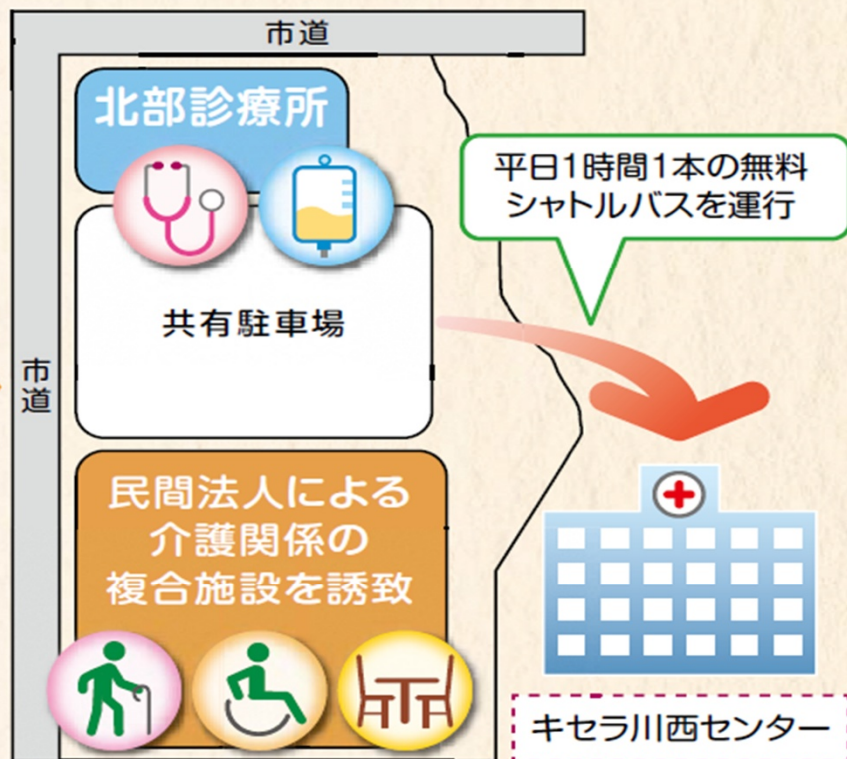 市道
北部診療所
平日1時間1本の無料
シャトルバスを運行
共有駐車場
市道
民間法人による
介護関係の
複合施設を誘致
キセラ川西センター